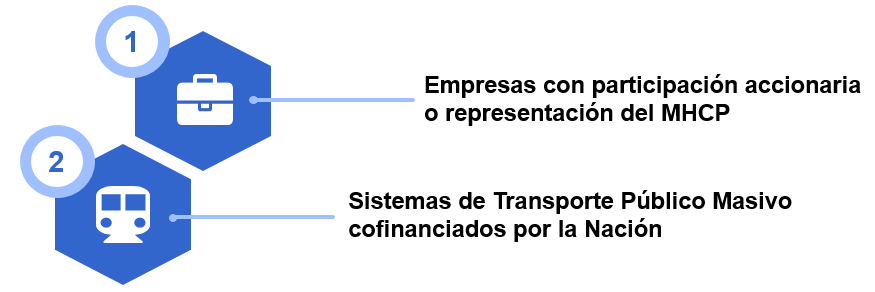 1
Empresas con participación accionaria
o representación del MHCP
2
Sistemas de Transporte Público Masivo
cofinanciados por la Nación